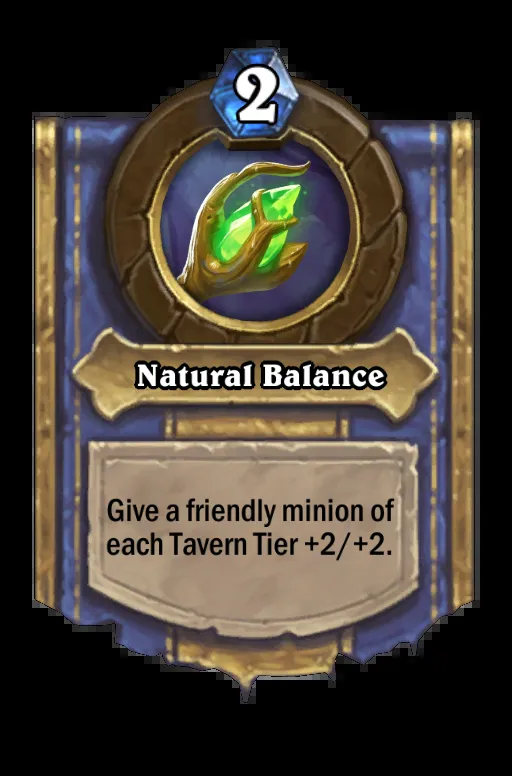 2
Natural Balance
Give a friendly minion of
each Tavern Tier +2/+2.